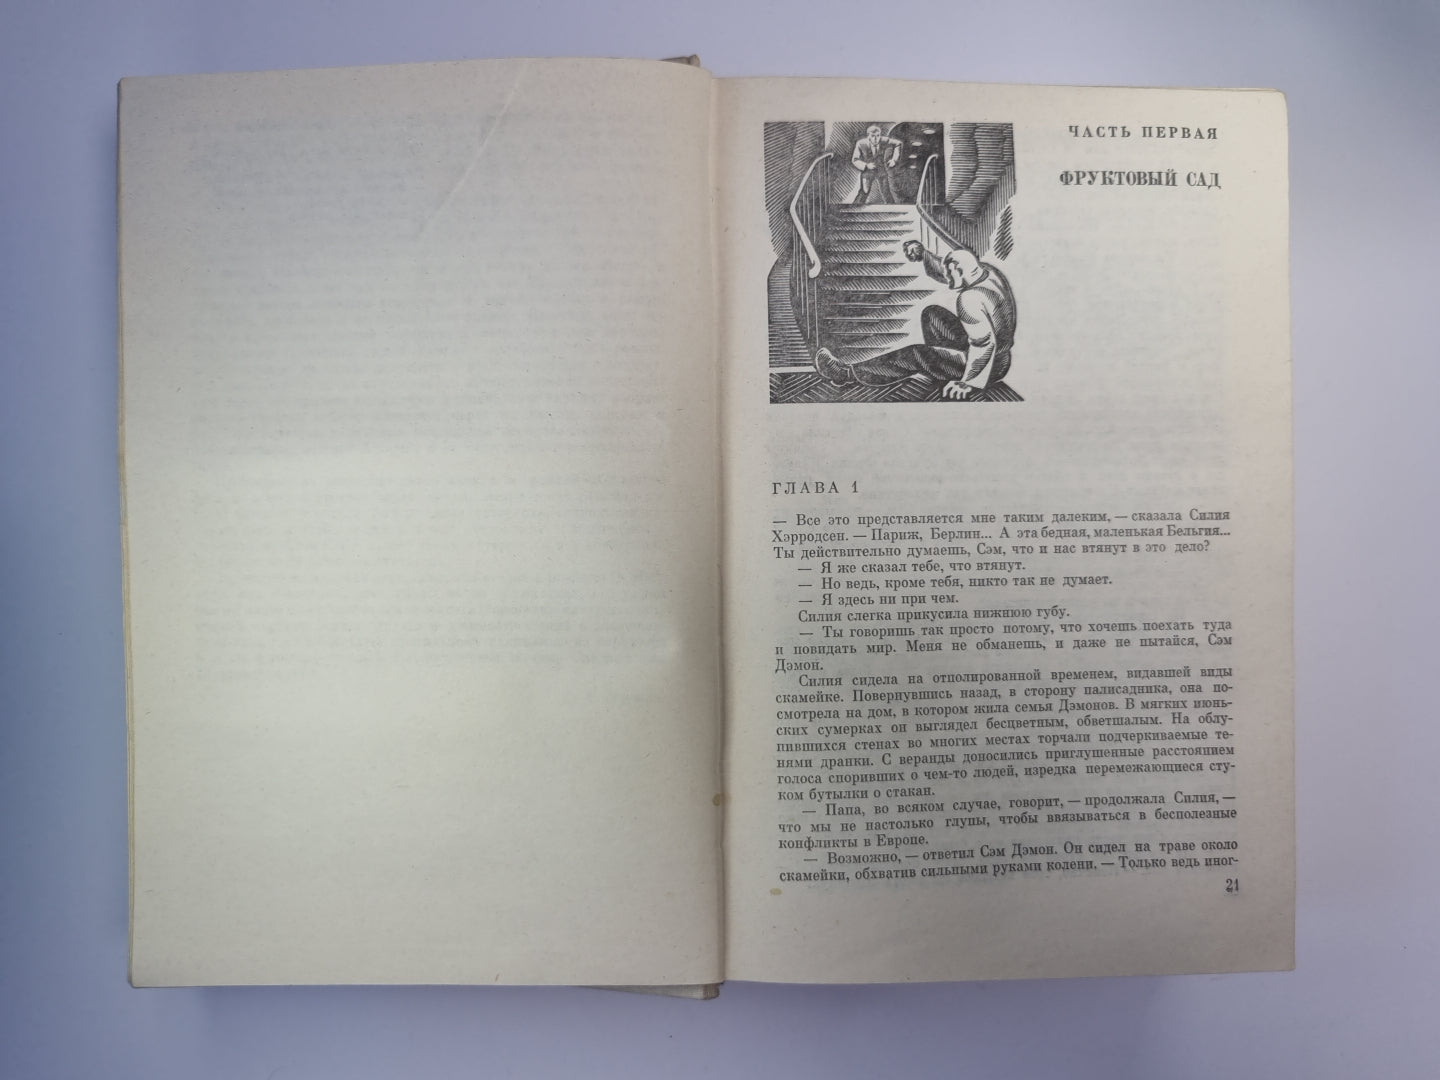 ЧАСТЬ ПЕРВАЯ
ФРУКТОВЫЙ САД
ГЛАВА 1
— Все это представляется мне таким далеким, — сказала Силия
Хэрродсен. — Париж, Берлин... А эта бедная, маленькая Бельгия...
Ты действительно думаешь, Сэм, что и нас втянут в это дело?
— Я же сказал тебе, что втянут.
— Но ведь, кроме тебя, никто так не думает.
— Я здесь ни при чем.
Силия слегка прикусила нижнюю губу.
— Ты говоришь так просто потому, что хочешь поехать туда
и повидать мир. Меня не обманешь, и даже не пытайся, Сэм
Дэмон.
Силия сидела на отполированной временем, видавшей виды
скамейке. Повернувшись назад, в сторону палисадника, она по-
смотрела на дом, в котором жила семья Дэмонов. В мягких июнь-
ских сумерках он выглядел бесцветным, обветшалым. На облу-
пившихся стенах во многих местах торчали подчеркиваемые те-
нями дранки. С веранды доносились приглушенные расстоянием
голоса споривших о чем-то людей, изредка перемежающиеся сту-
ком бутылки о стакан.
— Папа, во всяком случае, говорит, — продолжала Силия, —
что мы не настолько глупы, чтобы ввязываться в бесполезные
конфликты в Европе.
— Возможно, — ответил Сэм Дэмон. Он сидел на траве около
скамейки, обхватив сильными руками колени. — Только ведь иног-
21